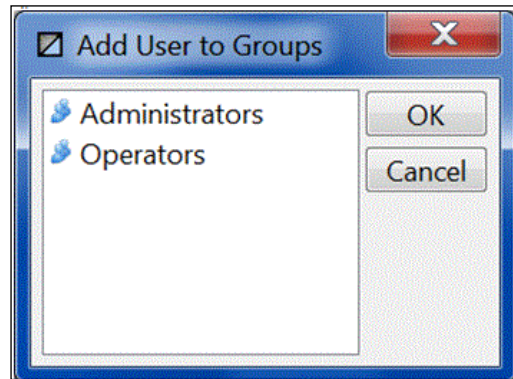 Add User to Groups
Administrators
Operators
OK
Cancel